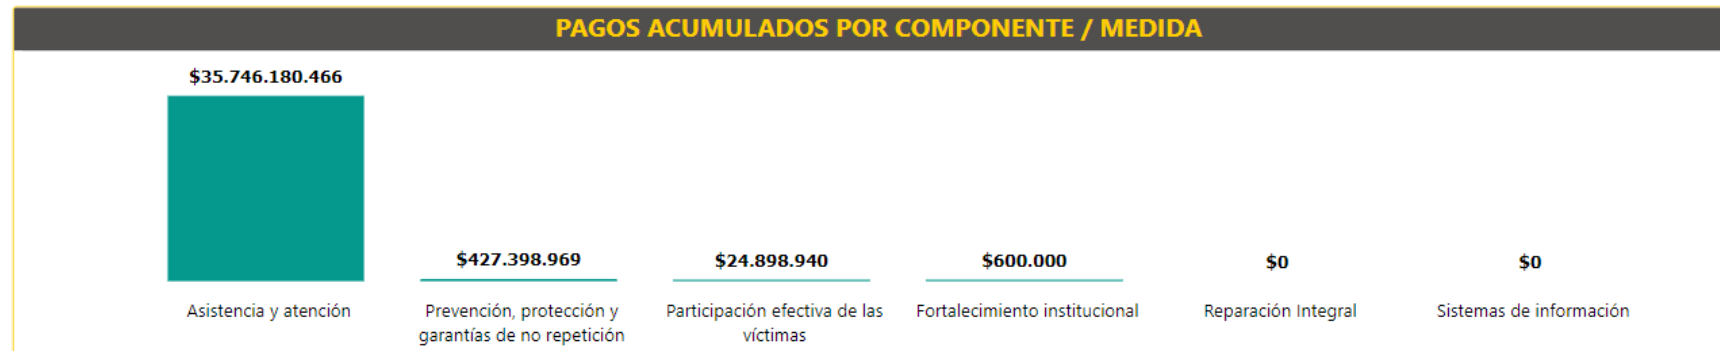 PAGOS ACUMULADOS POR COMPONENTE / MEDIDA
$35.746.180.466
$427.398.969
$24.898.940
$600.000
$0
$0
Asistencia y atención
Prevención, protección y
garantías de no repetición
Participación efectiva de las
víctimas
Fortalecimiento institucional
Reparación Integral
Sistemas de información